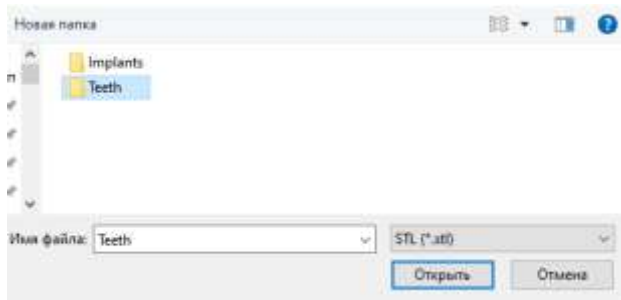 Новая папка
Implants
Teeth
Имя файла: Teeth
STL (*.stl)
Открыть
Отмена